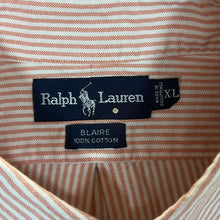 Ralph Lauren
XL
BLAIRE
100% COTTON